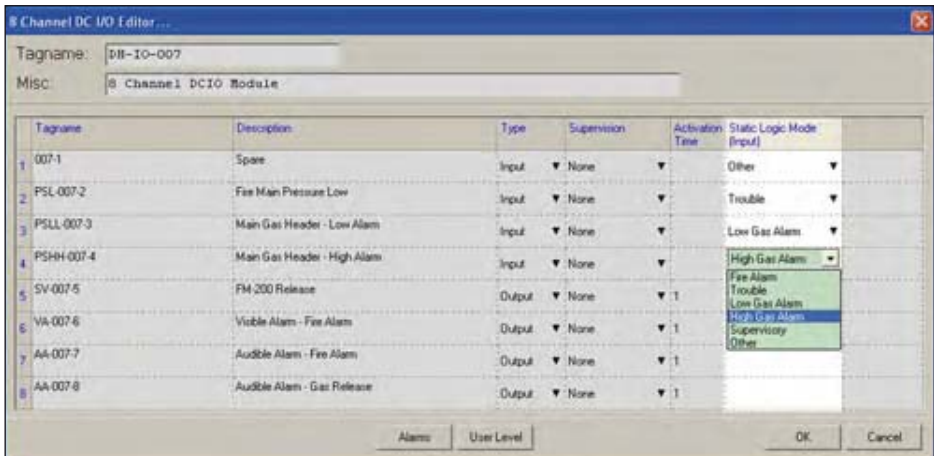 8 Channel DC I/O Editor...
Tagname: DB-IO-007
Misc: 8 Channel DCIO Module
Tagname Description Type Supervision Activation Time Static Logic Mode (Input)
1 007-1 Spare Input None Other
2 PSL-007-2 Fire Main Pressure Low Input None Trouble
3 PSLL-007-3 Main Gas Header - Low Alarm Input None Low Gas Alarm
4 PSHH-007-4 Main Gas Header - High Alarm Input None High Gas Alarm
Fire Alarm
Trouble
Low Gas Alarm
High Gas Alarm
Supervisory
Other
5 SV-007-5 FM-200 Release Output None 1
6 VA-007-6 Visible Alarm - Fire Alarm Output None 1
7 AA-007-7 Audible Alarm - Fire Alarm Output None 1
8 AA-007-8 Audible Alarm - Gas Release Output None 1
Alarms User Level OK Cancel